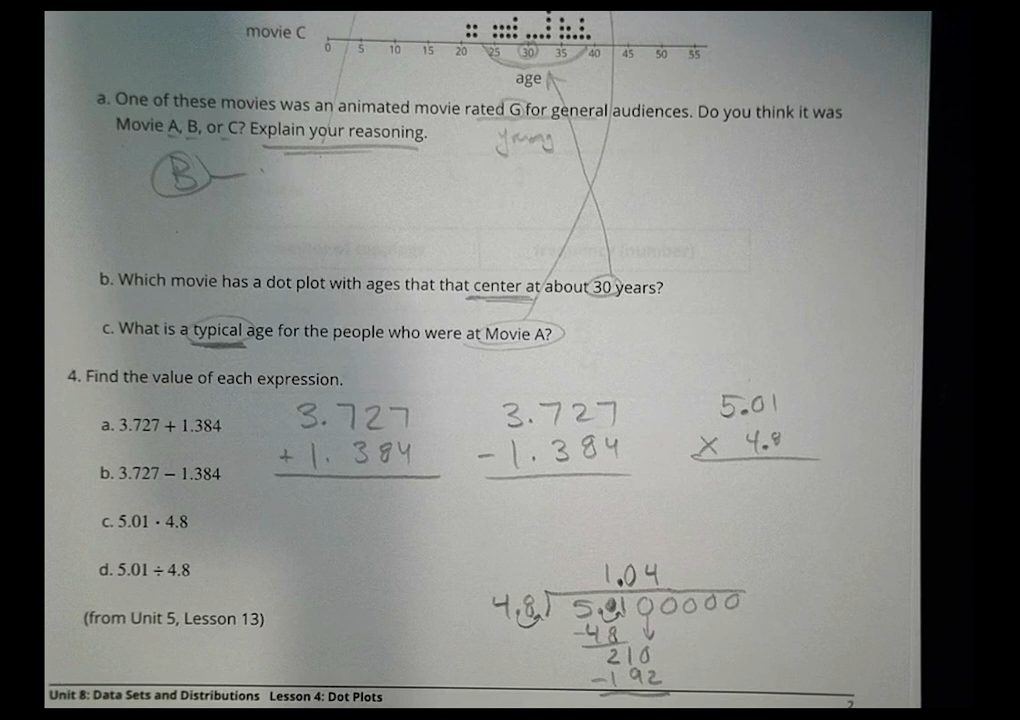 movie C
0 5 10 15 20 25 30 35 40 45 50 55
age
a. One of these movies was an animated movie rated G for general audiences. Do you think it was
Movie A, B, or C? Explain your reasoning.
young
B
b. Which movie has a dot plot with ages that that center at about 30 years?
c. What is a typical age for the people who were at Movie A?
4. Find the value of each expression.
a. 3.727 + 1.384
3.727
+ 1.384
3.727
- 1.384
5.01
× 4.8
b. 3.727 – 1.384
c. 5.01 · 4.8
d. 5.01 ÷ 4.8
1.04
4.8) 5.0100000
-48
210
-192
(from Unit 5, Lesson 13)
Unit 8: Data Sets and Distributions Lesson 4: Dot Plots
2